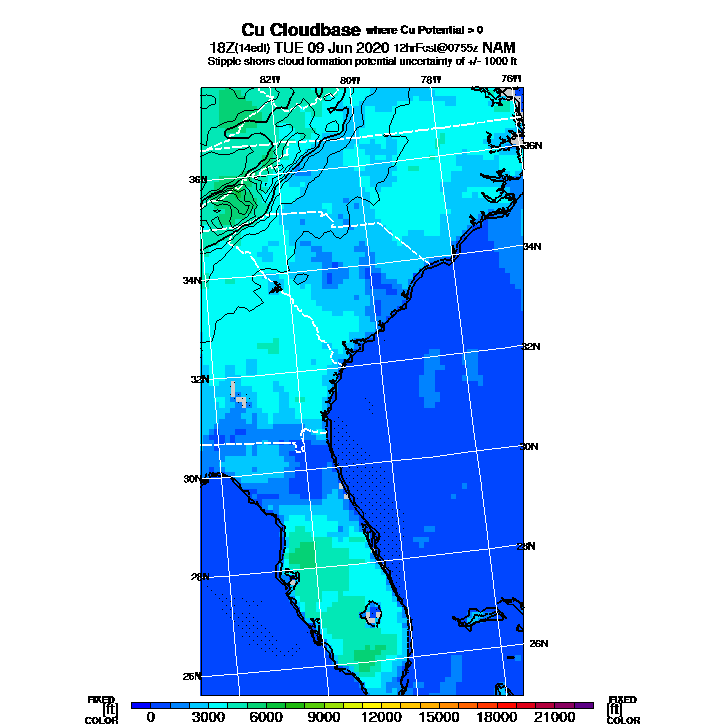 Cu Cloudbase where Cu Potential > 0
18Z(14edt) TUE 09 Jun 2020 12hrFcst@0755z NAM
Stipple shows cloud formation potential uncertainty of +/- 1000 ft
82W 80W 78W 76W
36N
36N
34N
34N
32N
32N
30N
30N
28N
28N
26N
26N
FIXED FIXED
[ft] [ft]
COLOR COLOR
0 3000 6000 9000 12000 15000 18000 21000